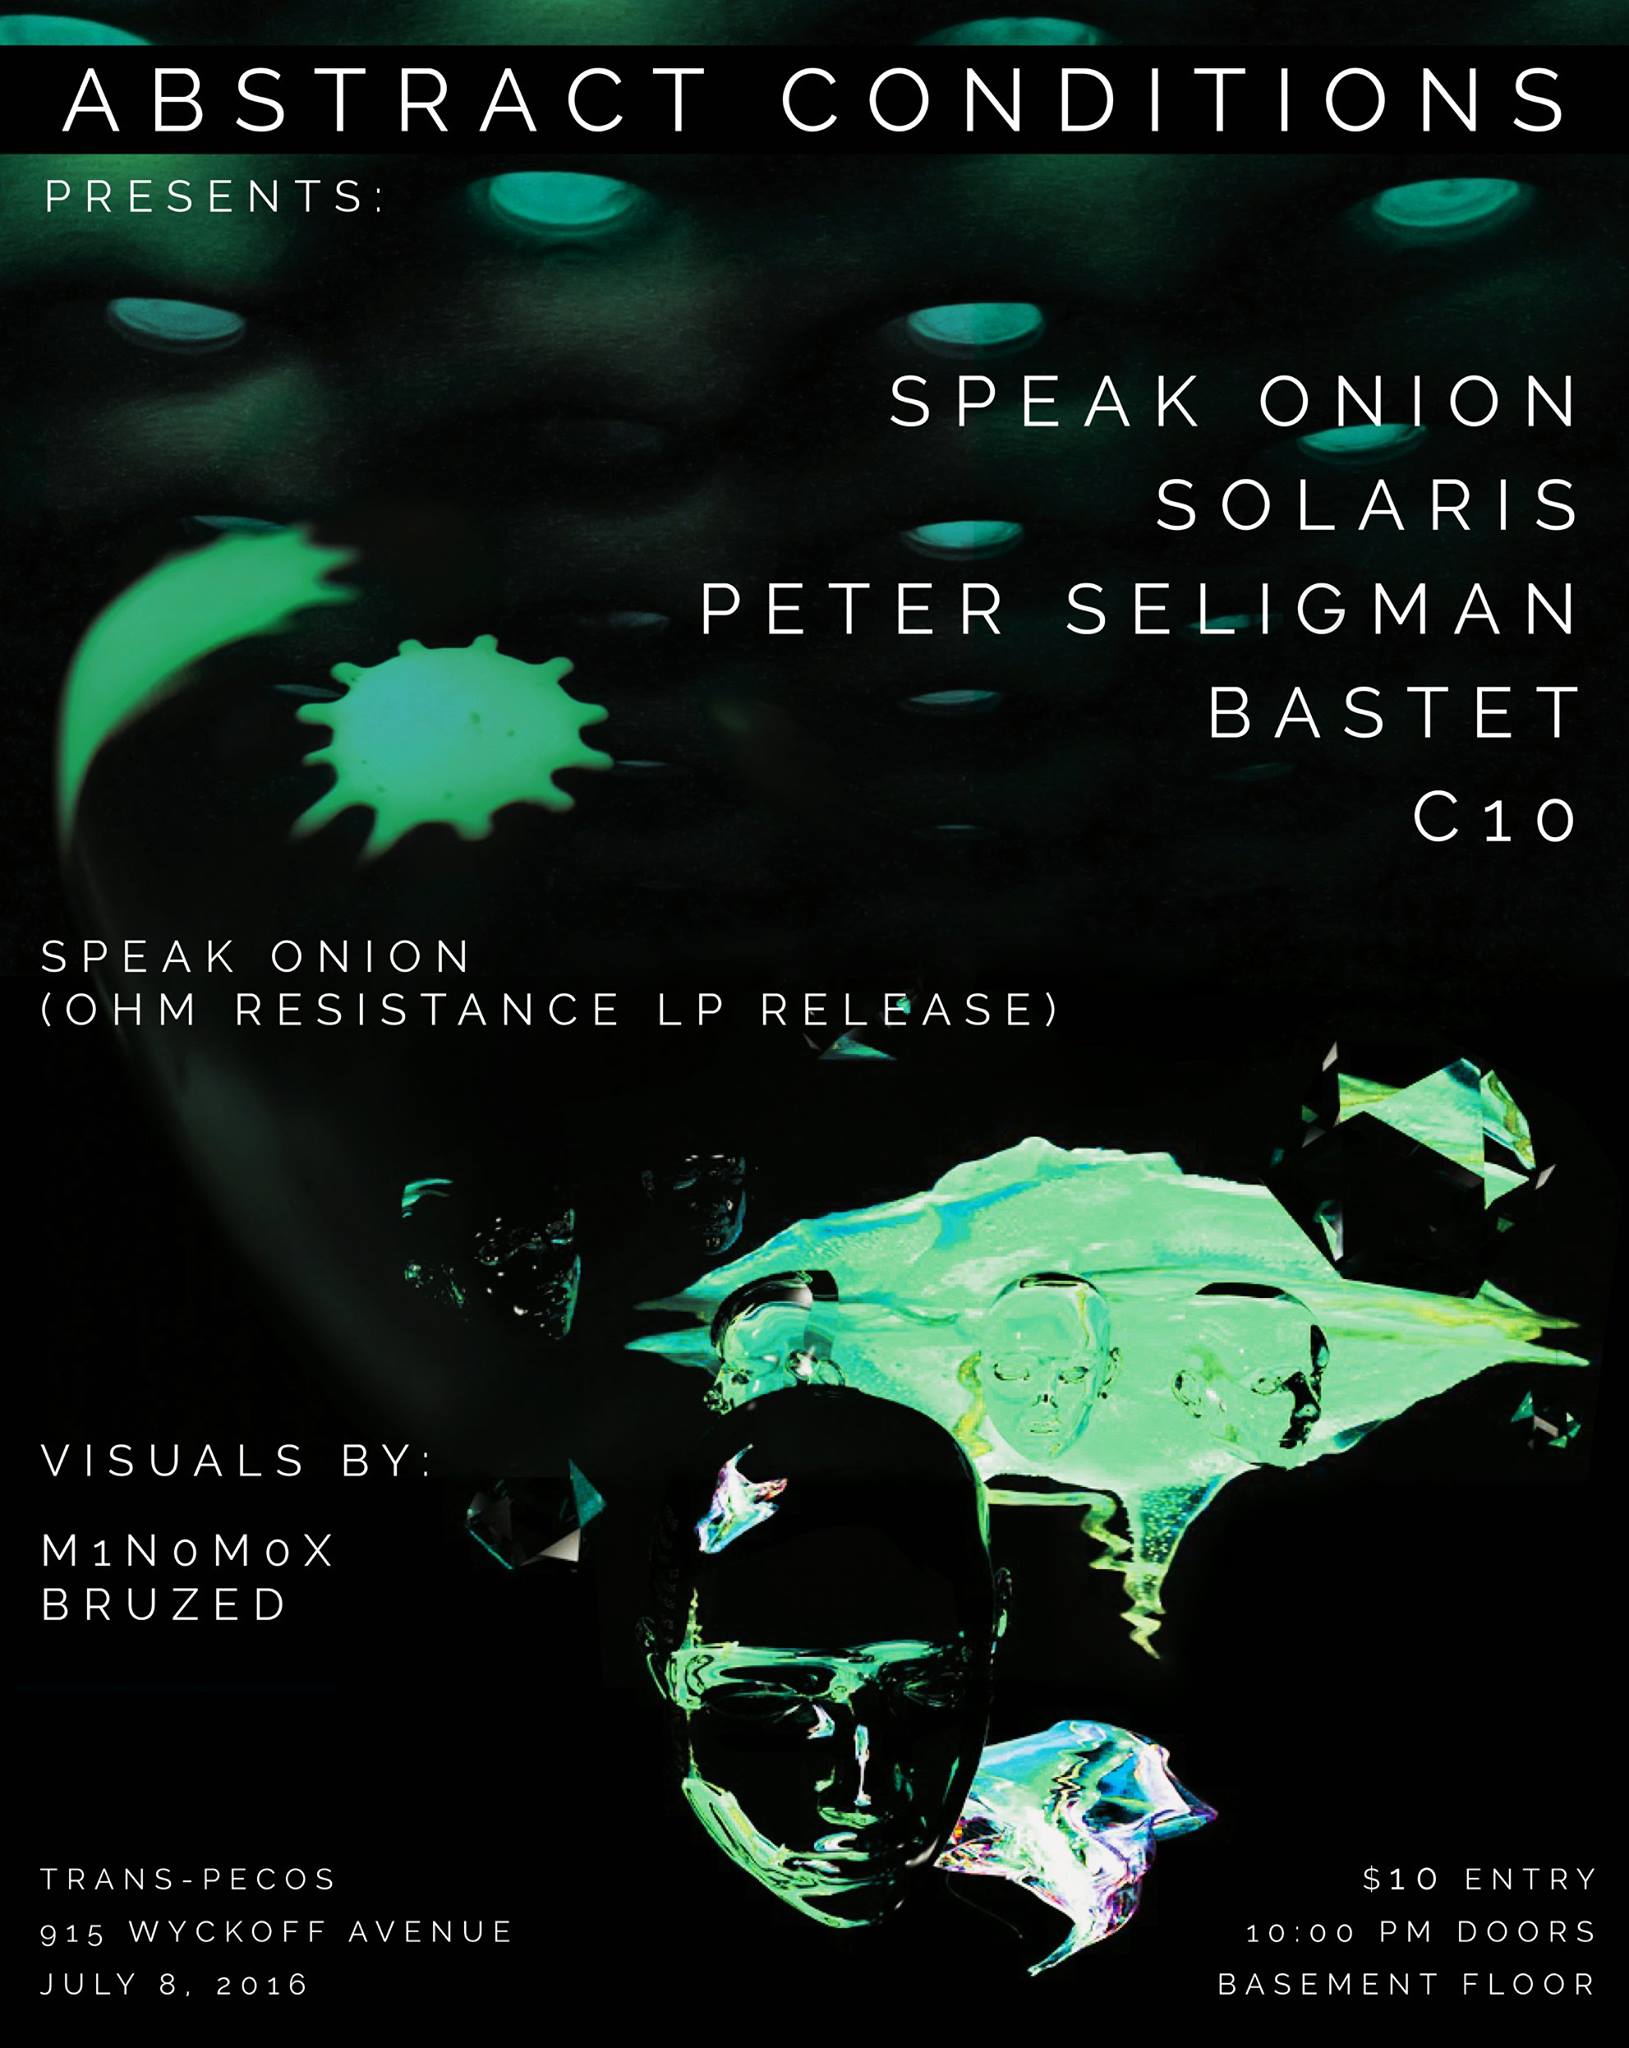 ABSTRACT CONDITIONS
PRESENTS:
SPEAK ONION
SOLARIS
PETER SELIGMAN
BASTET
C10
SPEAK ONION
(OHM RESISTANCE LP RELEASE)
VISUALS BY:
M1N0M0X
BRUZED
TRANS-PECOS
915 WYCKOFF AVENUE
JULY 8, 2016
$10 ENTRY
10:00 PM DOORS
BASEMENT FLOOR